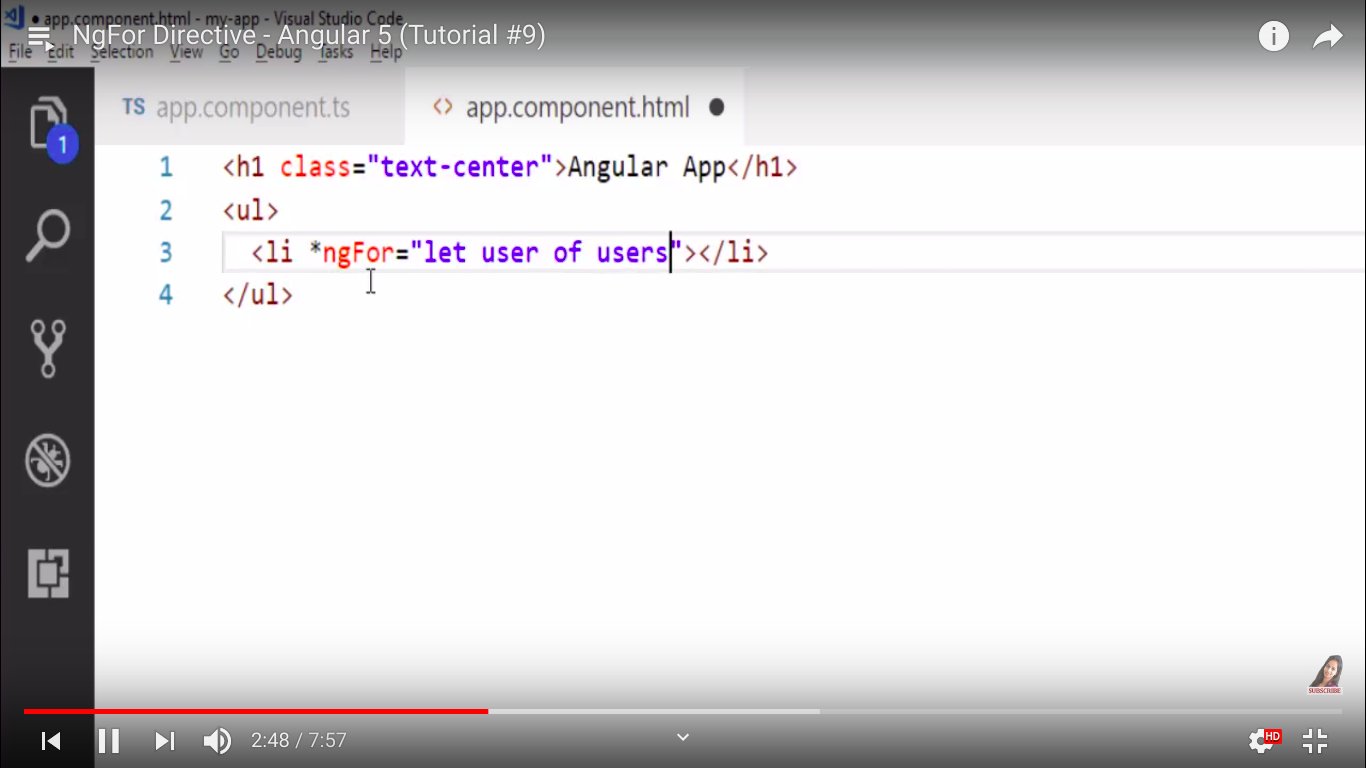 ● app.component.html - my-app - Visual Studio Code
NgFor Directive - Angular 5 (Tutorial #9)
File Edit Selection View Go Debug Tasks Help
TS app.component.ts <> app.component.html ●
1
1 <h1 class="text-center">Angular App</h1>
2 <ul>
3 <li *ngFor="let user of users"></li>
4 </ul>
SUBSCRIBE
2:48 / 7:57
HD